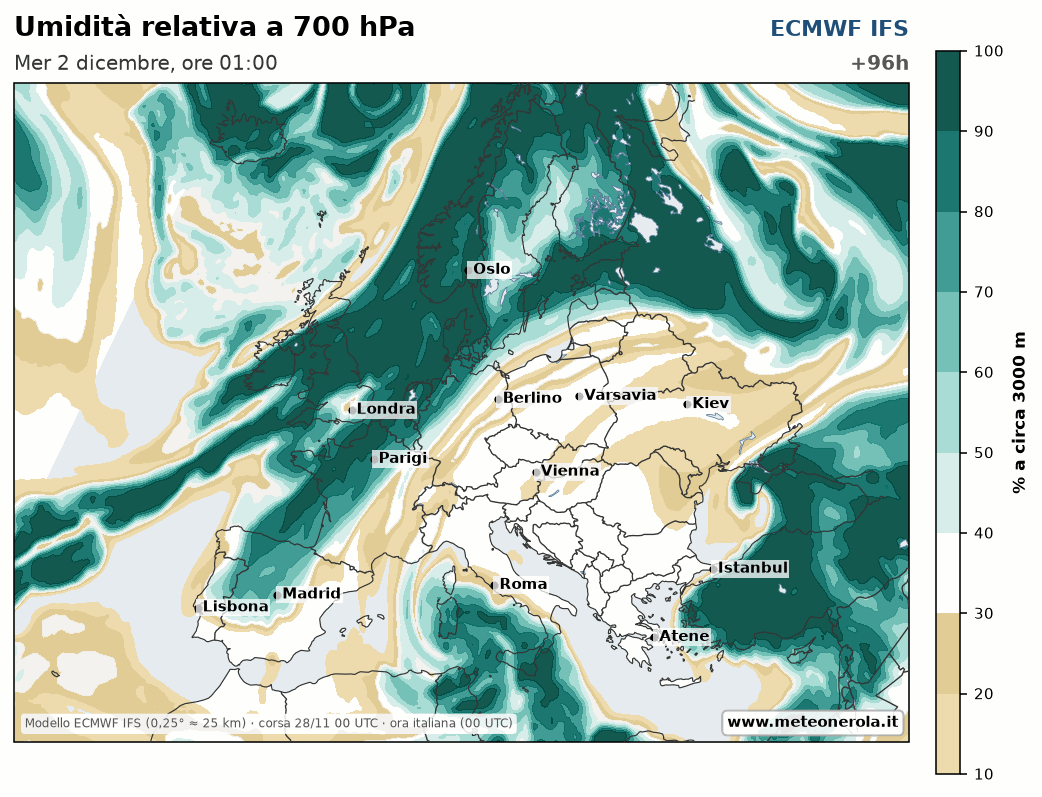 Umidità relativa a 700 hPa
ECMWF IFS
Mer 2 dicembre, ore 01:00
+96h
100
90
80
70
60
50
40
30
20
10
% a circa 3000 m
Oslo
Londra
Berlino
Varsavia
Kiev
Parigi
Vienna
Istanbul
Roma
Madrid
Lisbona
Atene
Modello ECMWF IFS (0,25° ≈ 25 km) · corsa 28/11 00 UTC · ora italiana (00 UTC)
www.meteonerola.it